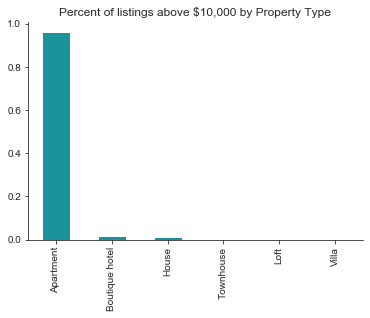 Percent of listings above $10,000 by Property Type
1.0
0.8
0.6
0.4
0.2
0.0
Apartment
Boutique hotel
House
Townhouse
Loft
Villa